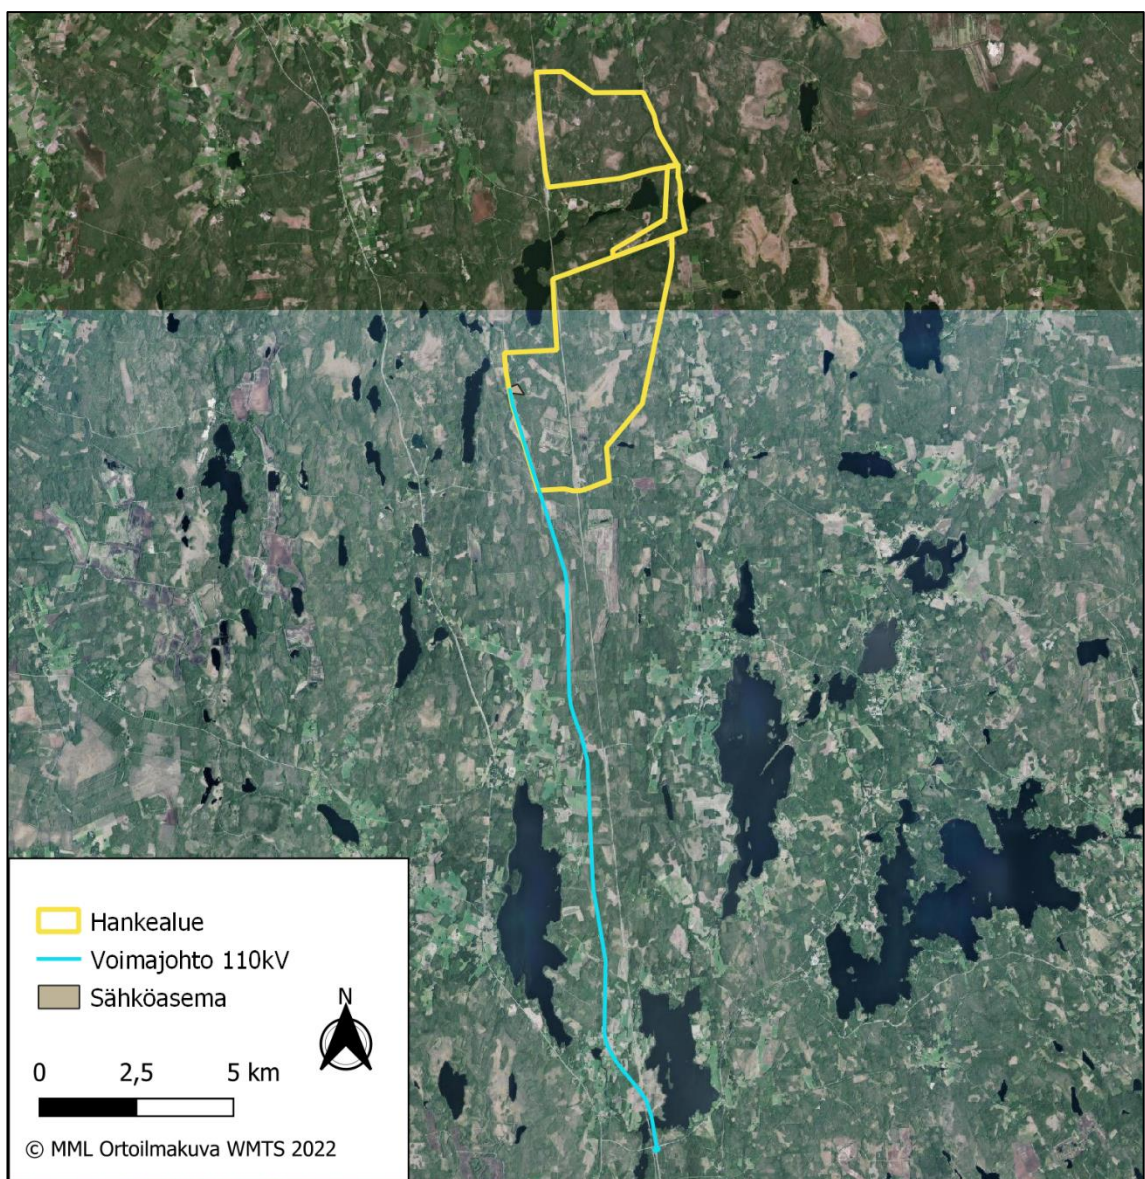 Hankealue
Voimajohto 110kV
Sähköasema
N
0 2,5 5 km
© MML Ortoilmakuva WMTS 2022